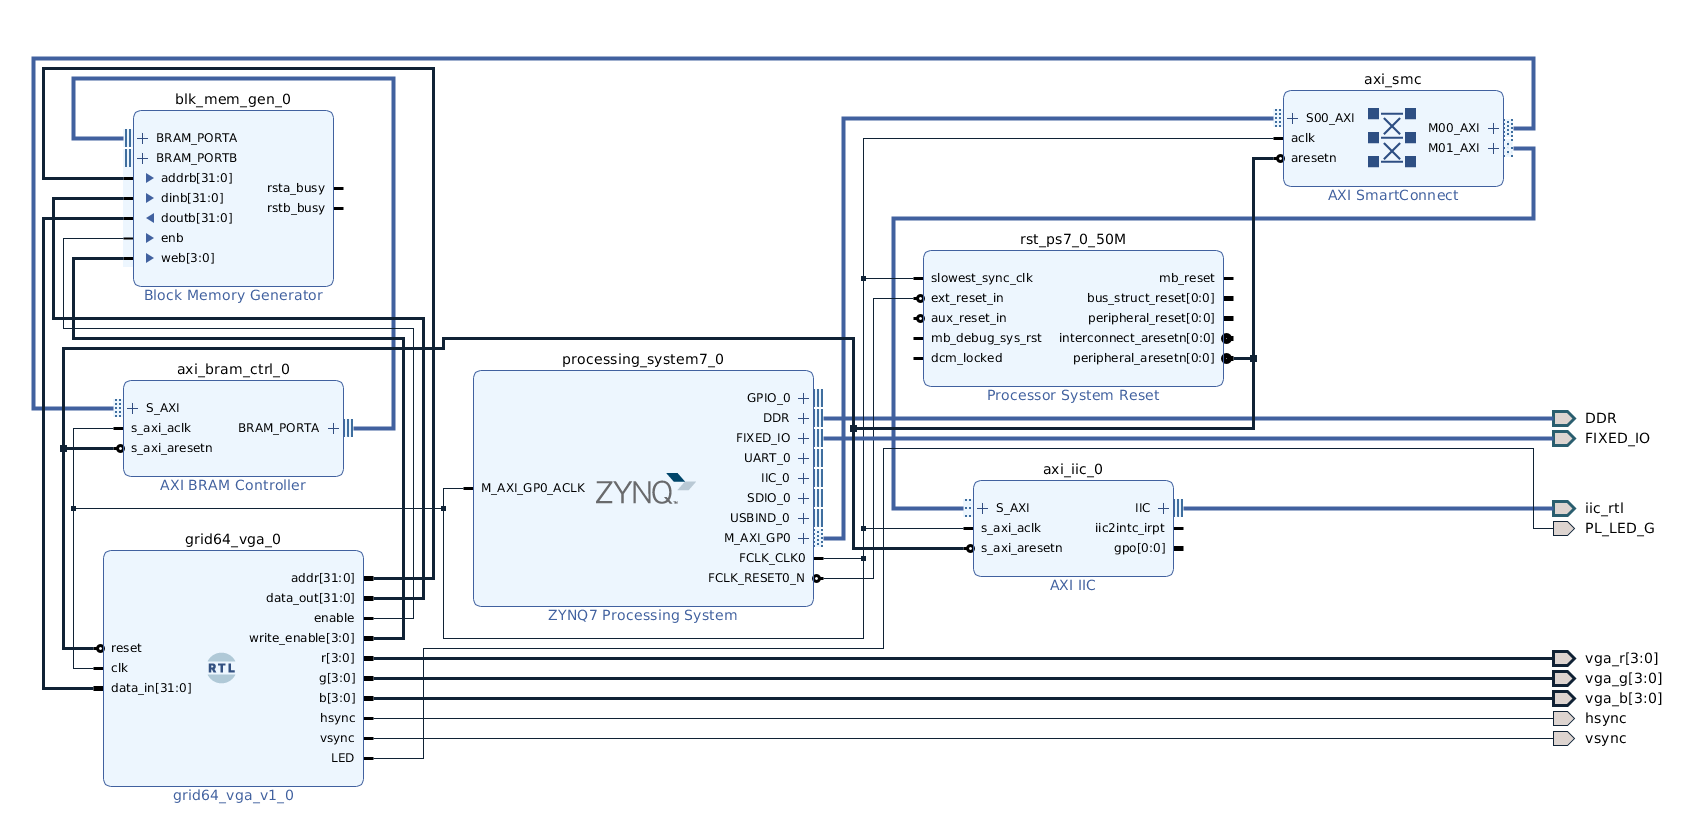 blk_mem_gen_0
BRAM_PORTA
BRAM_PORTB
addrb[31:0]
dinb[31:0]
doutb[31:0]
enb
web[3:0]
rsta_busy
rstb_busy
Block Memory Generator
axi_smc
S00_AXI
aclk
aresetn
M00_AXI
M01_AXI
AXI SmartConnect
rst_ps7_0_50M
slowest_sync_clk
ext_reset_in
aux_reset_in
mb_debug_sys_rst
dcm_locked
mb_reset
bus_struct_reset[0:0]
peripheral_reset[0:0]
interconnect_aresetn[0:0]
peripheral_aresetn[0:0]
Processor System Reset
axi_bram_ctrl_0
S_AXI
s_axi_aclk
s_axi_aresetn
BRAM_PORTA
AXI BRAM Controller
processing_system7_0
M_AXI_GP0_ACLK
ZYNQ
GPIO_0
DDR
FIXED_IO
UART_0
IIC_0
SDIO_0
USBIND_0
M_AXI_GP0
FCLK_CLK0
FCLK_RESET0_N
ZYNQ7 Processing System
axi_iic_0
S_AXI
s_axi_aclk
s_axi_aresetn
IIC
iic2intc_irpt
gpo[0:0]
AXI IIC
DDR
FIXED_IO
iic_rtl
PL_LED_G
grid64_vga_0
reset
clk
data_in[31:0]
RTL
addr[31:0]
data_out[31:0]
enable
write_enable[3:0]
r[3:0]
g[3:0]
b[3:0]
hsync
vsync
LED
grid64_vga_v1_0
vga_r[3:0]
vga_g[3:0]
vga_b[3:0]
hsync
vsync